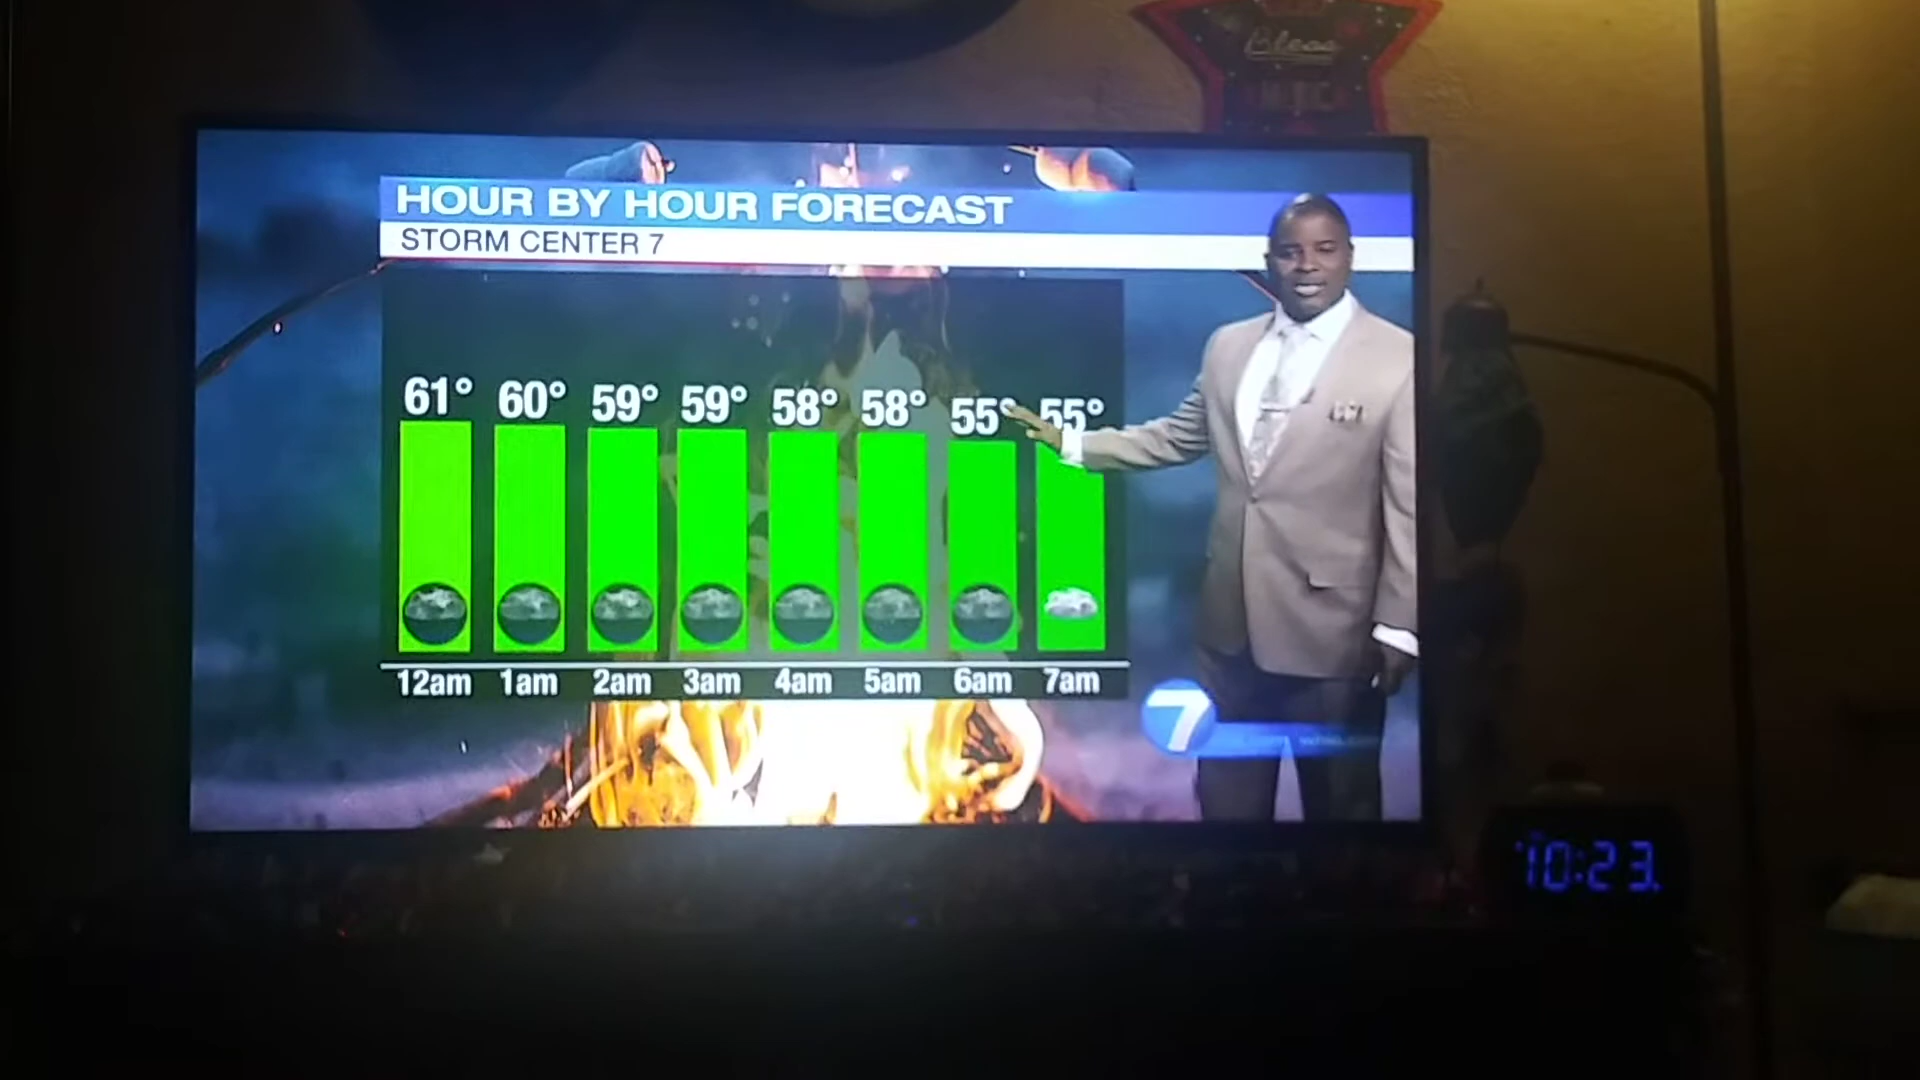 Bless
HOUR BY HOUR FORECAST
STORM CENTER 7
61° 60° 59° 59° 58° 58° 55° 55°
12am 1am 2am 3am 4am 5am 6am 7am
7
10:23